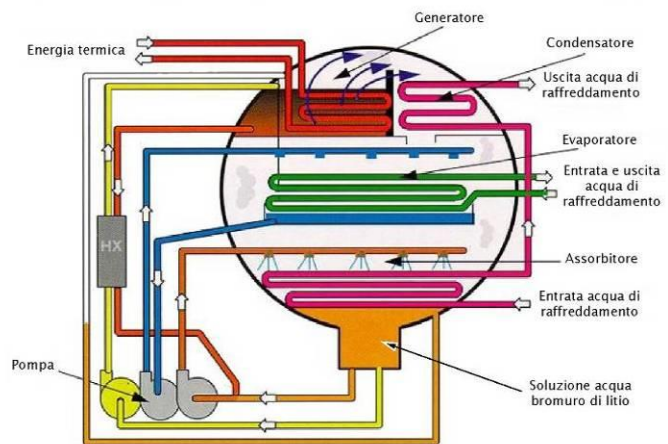 Generatore
Energia termica
Condensatore
Uscita acqua di
raffreddamento
Evaporatore
Entrata e uscita
acqua di
raffreddamento
HX
Assorbitore
Entrata acqua di
raffreddamento
Pompa
Soluzione acqua
bromuro di litio